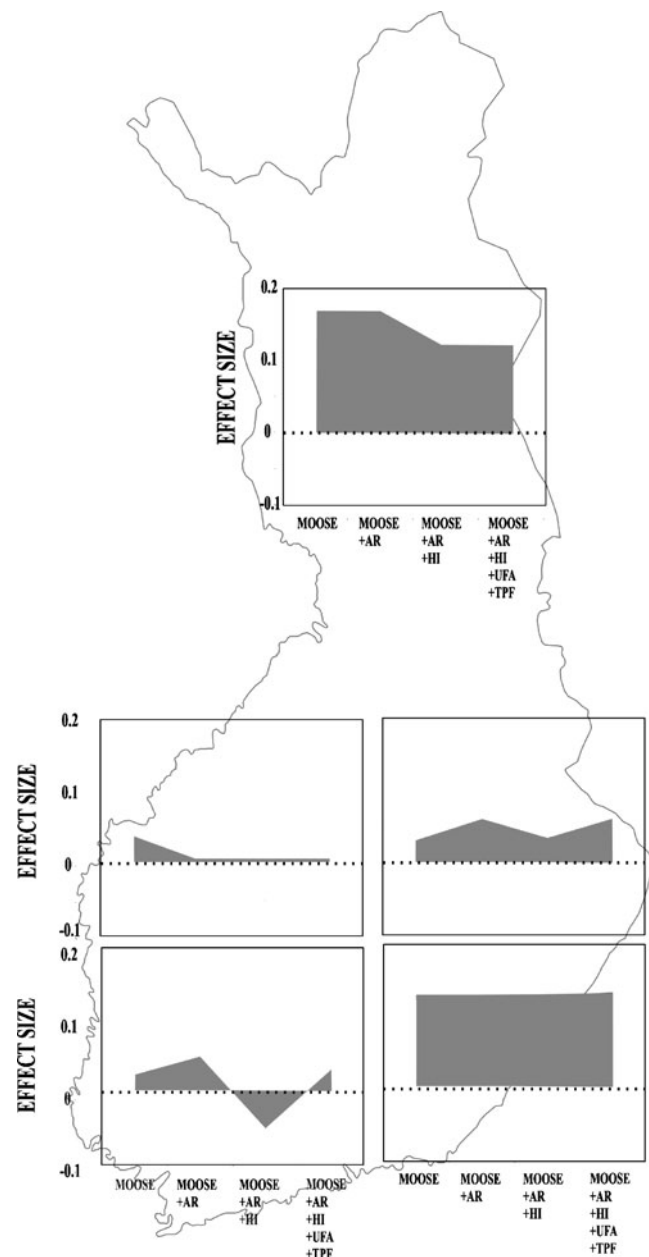 0.2
0.1
0
-0.1
EFFECT SIZE
MOOSE MOOSE MOOSE MOOSE
+AR +AR +AR
+HI +HI
+UFA
+TPF
0.2
0.1
0
-0.1
EFFECT SIZE
0.2
0.1
0
-0.1
EFFECT SIZE
MOOSE MOOSE MOOSE MOOSE
+AR +AR +AR
+HI +HI
+UFA
+TPF
MOOSE MOOSE MOOSE MOOSE
+AR +AR +AR
+HI +HI
+UFA
+TPF